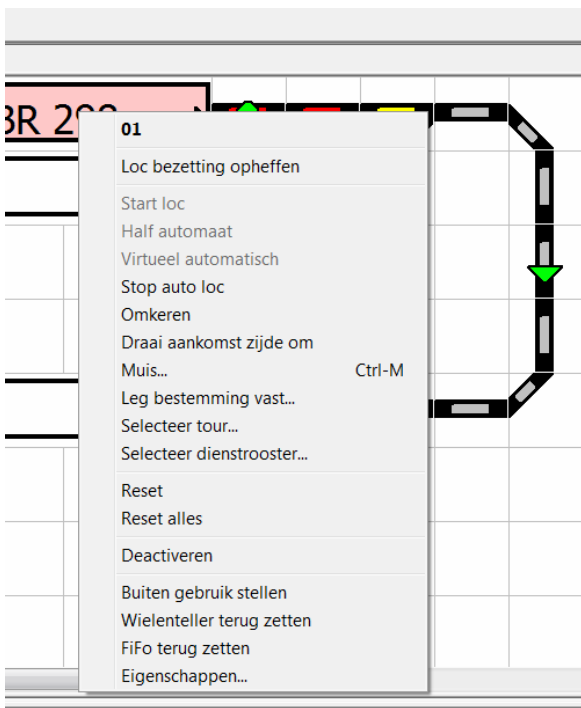 BR 298
01
Loc bezetting opheffen
Start loc
Half automaat
Virtueel automatisch
Stop auto loc
Omkeren
Draai aankomst zijde om
Muis... Ctrl-M
Leg bestemming vast...
Selecteer tour...
Selecteer dienstrooster...
Reset
Reset alles
Deactiveren
Buiten gebruik stellen
Wielenteller terug zetten
FiFo terug zetten
Eigenschappen...